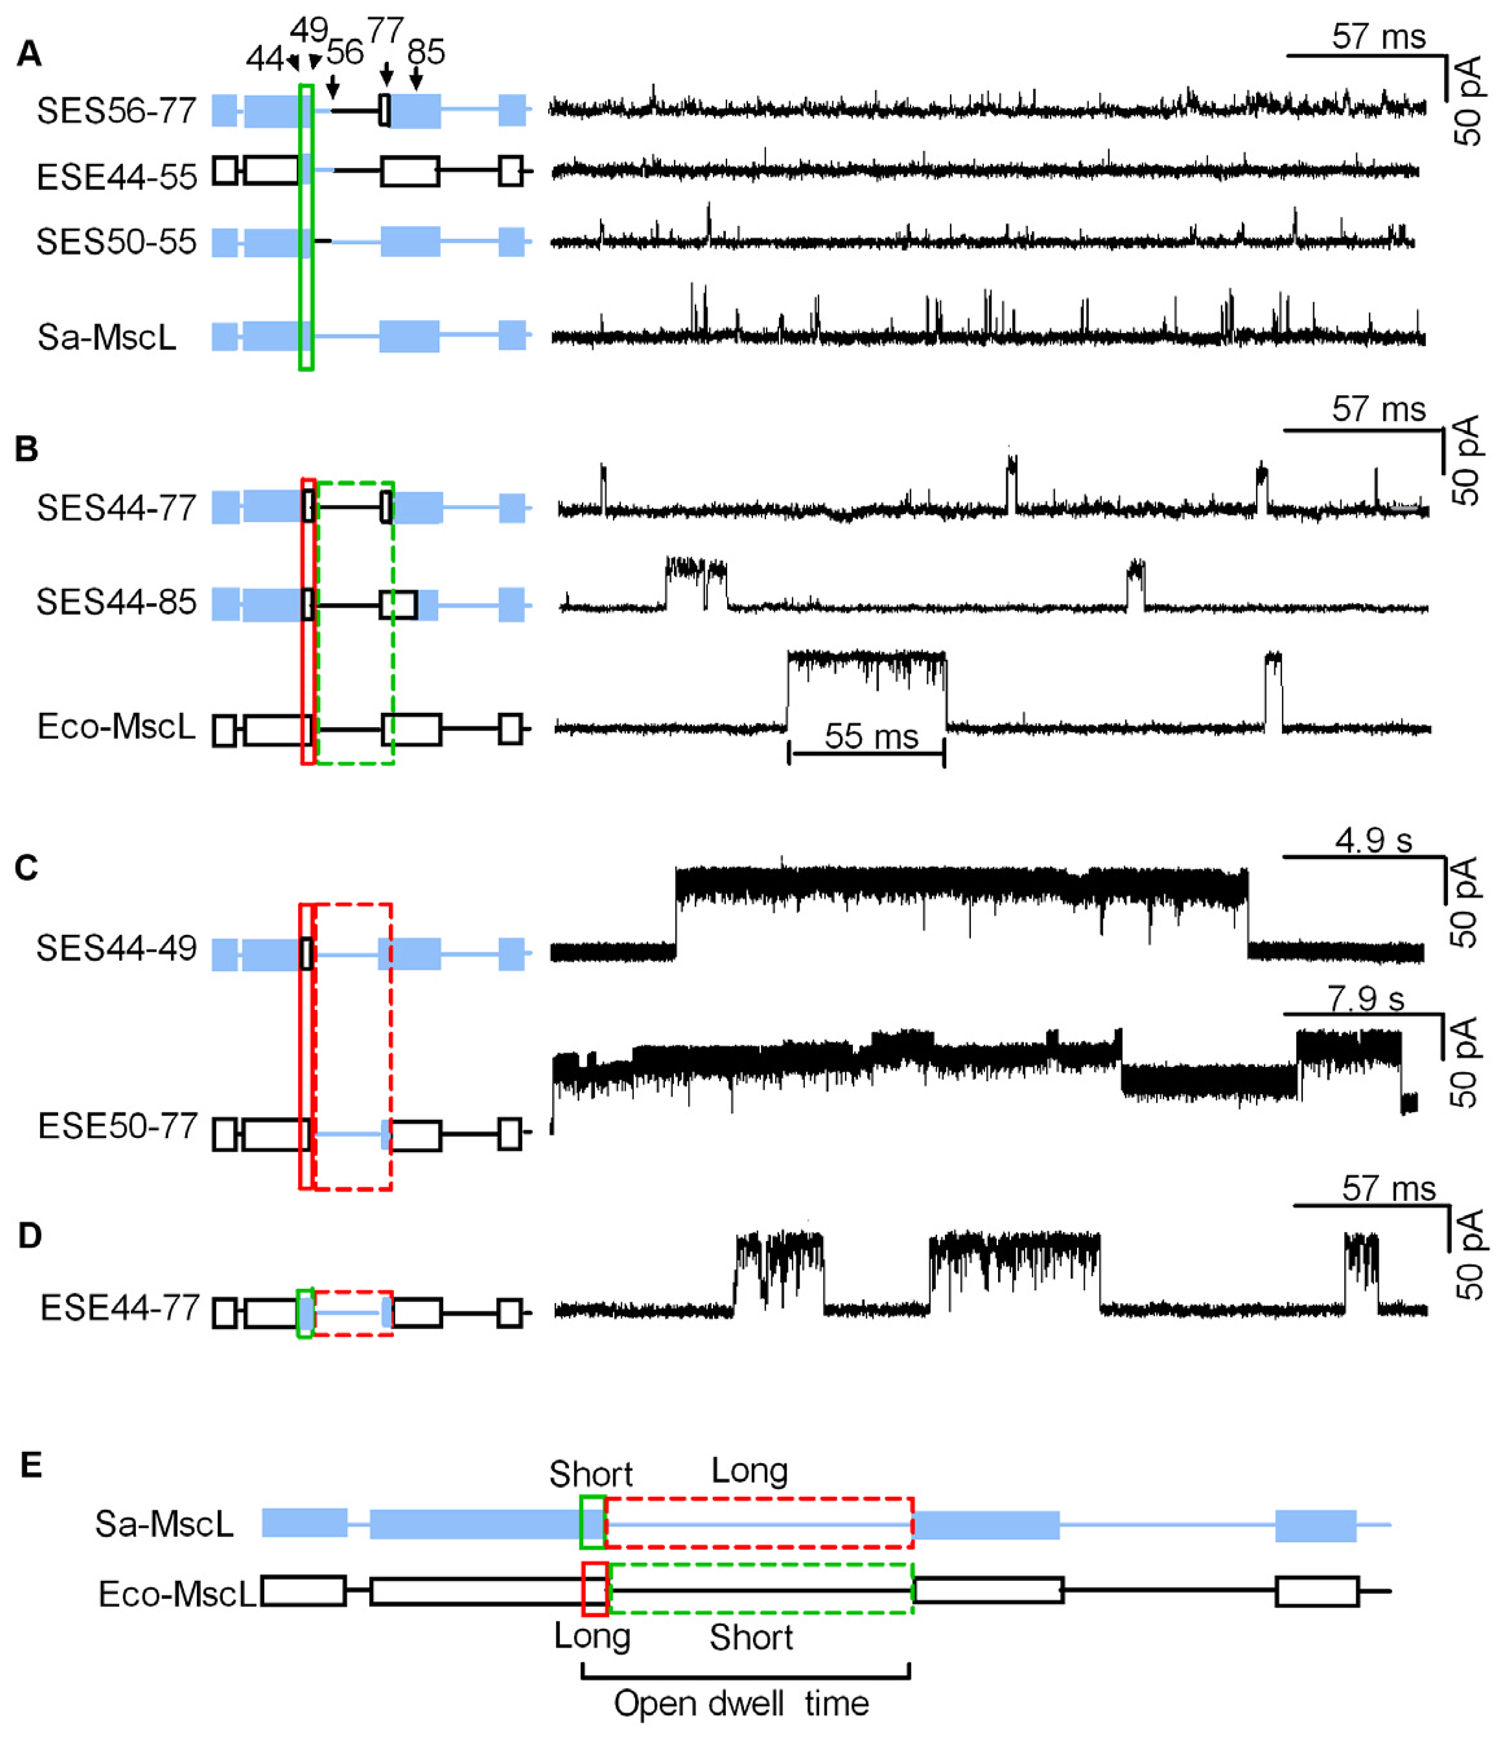 A
44 49 56 77 85
57 ms
50 pA
SES56-77
ESE44-55
SES50-55
Sa-MscL
B
57 ms
50 pA
SES44-77
SES44-85
Eco-MscL
55 ms
C
4.9 s
50 pA
SES44-49
7.9 s
50 pA
ESE50-77
D
57 ms
50 pA
ESE44-77
E
Short Long
Sa-MscL
Eco-MscL
Long Short
Open dwell time